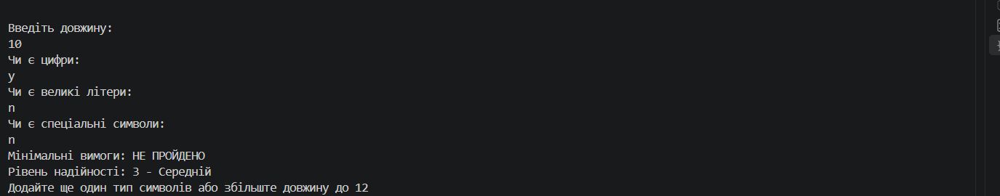 Введіть довжину:
10
Чи є цифри:
y
Чи є великі літери:
n
Чи є спеціальні символи:
n
Мінімальні вимоги: НЕ ПРОЙДЕНО
Рівень надійності: 3 - Середній
Додайте ще один тип символів або збільште довжину до 12